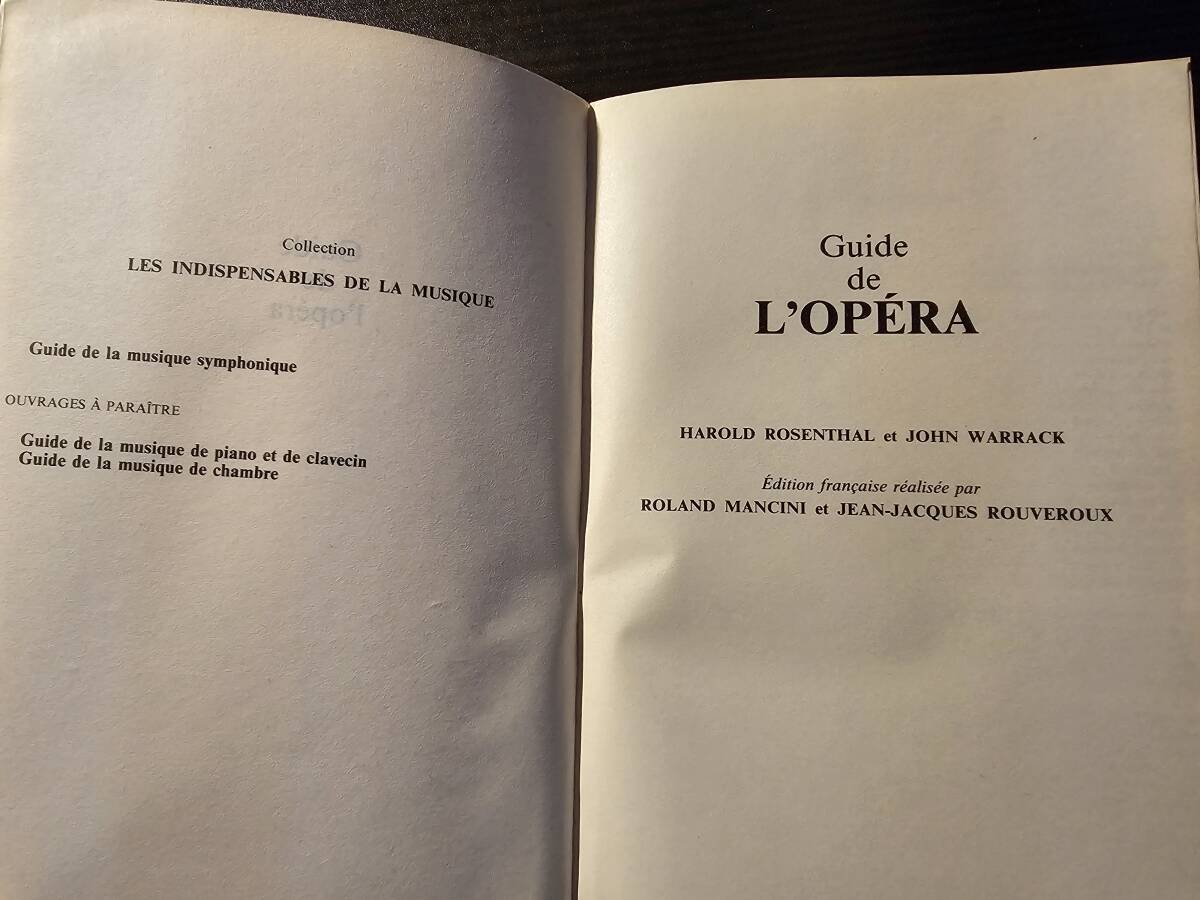 Collection
LES INDISPENSABLES DE LA MUSIQUE
Guide de la musique symphonique
OUVRAGES À PARAÎTRE
Guide de la musique de piano et de clavecin
Guide de la musique de chambre
Guide
de
L'OPÉRA
HAROLD ROSENTHAL et JOHN WARRACK
Édition française réalisée par
ROLAND MANCINI et JEAN-JACQUES ROUVEROUX